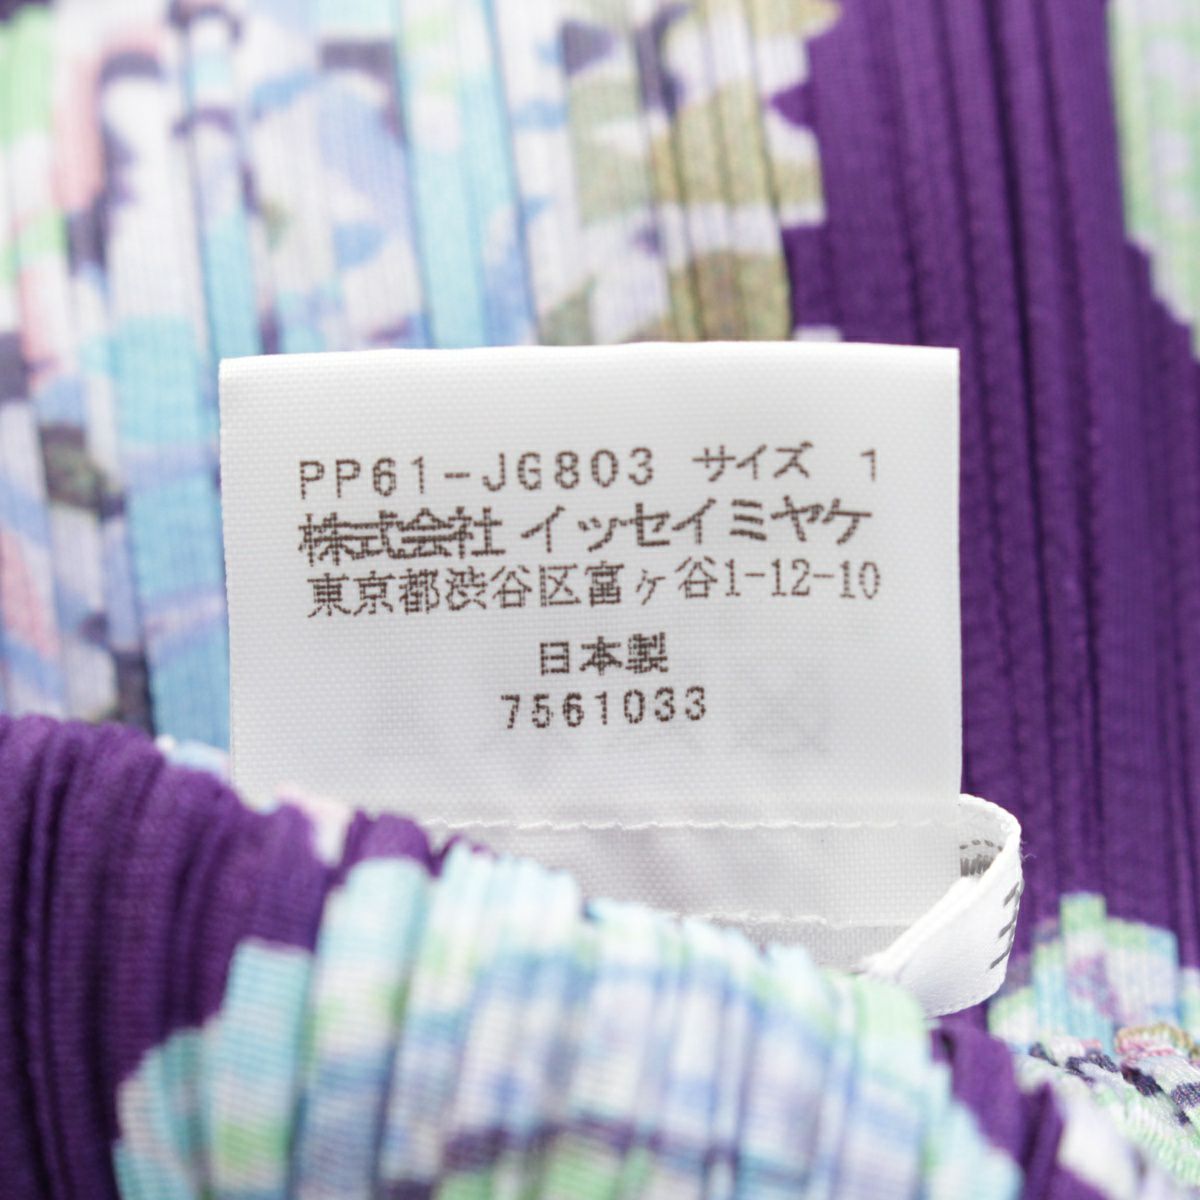 PP61-JG803 サイズ 1
株式会社 イッセイミヤケ
東京都渋谷区富ヶ谷1-12-10
日本製
7561033